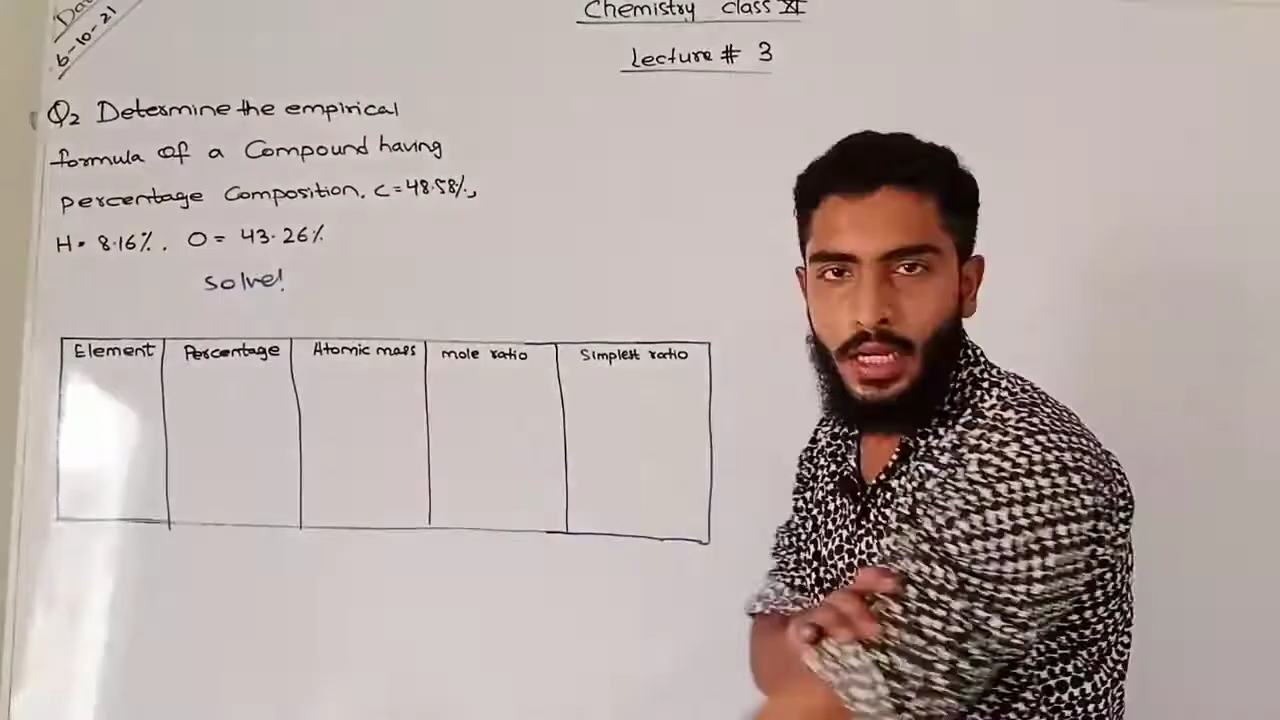 Chemistry class XI
Lecture # 3
6-10-21
Q2 Determine the empirical
formula of a Compound having
percentage Composition. C=48.58%,
H= 8.16%. O= 43.26%
Solve!
Element Percentage Atomic mass mole ratio Simplest ratio